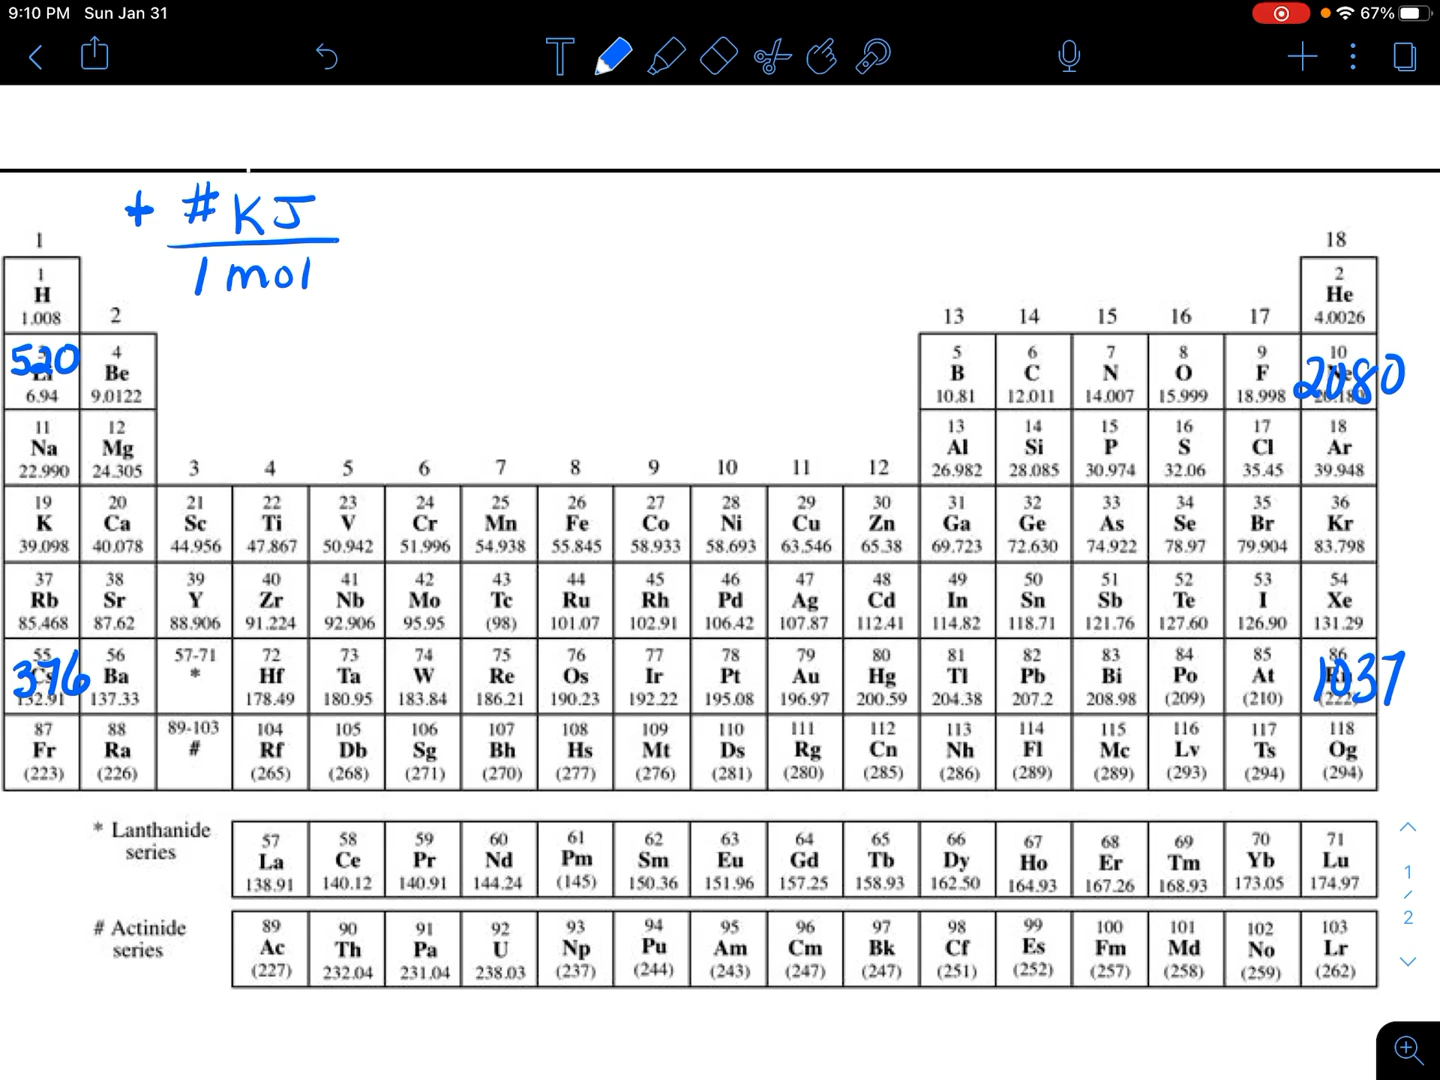 9:10 PM Sun Jan 31
67%
+ #KJ
1 mol
1 18
1 2
H He
1.008 2 13 14 15 16 17 4.0026
520 4 5 6 7 8 9 10
Li Be B C N O F 2080
6.94 9.0122 10.81 12.011 14.007 15.999 18.998
11 12 13 14 15 16 17 18
Na Mg Al Si P S Cl Ar
22.990 24.305 3 4 5 6 7 8 9 10 11 12 26.982 28.085 30.974 32.06 35.45 39.948
19 20 21 22 23 24 25 26 27 28 29 30 31 32 33 34 35 36
K Ca Sc Ti V Cr Mn Fe Co Ni Cu Zn Ga Ge As Se Br Kr
39.098 40.078 44.956 47.867 50.942 51.996 54.938 55.845 58.933 58.693 63.546 65.38 69.723 72.630 74.922 78.97 79.904 83.798
37 38 39 40 41 42 43 44 45 46 47 48 49 50 51 52 53 54
Rb Sr Y Zr Nb Mo Tc Ru Rh Pd Ag Cd In Sn Sb Te I Xe
85.468 87.62 88.906 91.224 92.906 95.95 (98) 101.07 102.91 106.42 107.87 112.41 114.82 118.71 121.76 127.60 126.90 131.29
55 56 57-71 72 73 74 75 76 77 78 79 80 81 82 83 84 85 86
376 Ba * Hf Ta W Re Os Ir Pt Au Hg Tl Pb Bi Po At 1037
132.91 137.33 178.49 180.95 183.84 186.21 190.23 192.22 195.08 196.97 200.59 204.38 207.2 208.98 (209) (210) (222)
87 88 89-103 104 105 106 107 108 109 110 111 112 113 114 115 116 117 118
Fr Ra # Rf Db Sg Bh Hs Mt Ds Rg Cn Nh Fl Mc Lv Ts Og
(223) (226) (265) (268) (271) (270) (277) (276) (281) (280) (285) (286) (289) (289) (293) (294) (294)
* Lanthanide series
57 58 59 60 61 62 63 64 65 66 67 68 69 70 71
La Ce Pr Nd Pm Sm Eu Gd Tb Dy Ho Er Tm Yb Lu
138.91 140.12 140.91 144.24 (145) 150.36 151.96 157.25 158.93 162.50 164.93 167.26 168.93 173.05 174.97
# Actinide series
89 90 91 92 93 94 95 96 97 98 99 100 101 102 103
Ac Th Pa U Np Pu Am Cm Bk Cf Es Fm Md No Lr
(227) 232.04 231.04 238.03 (237) (244) (243) (247) (247) (251) (252) (257) (258) (259) (262)
1
/
2